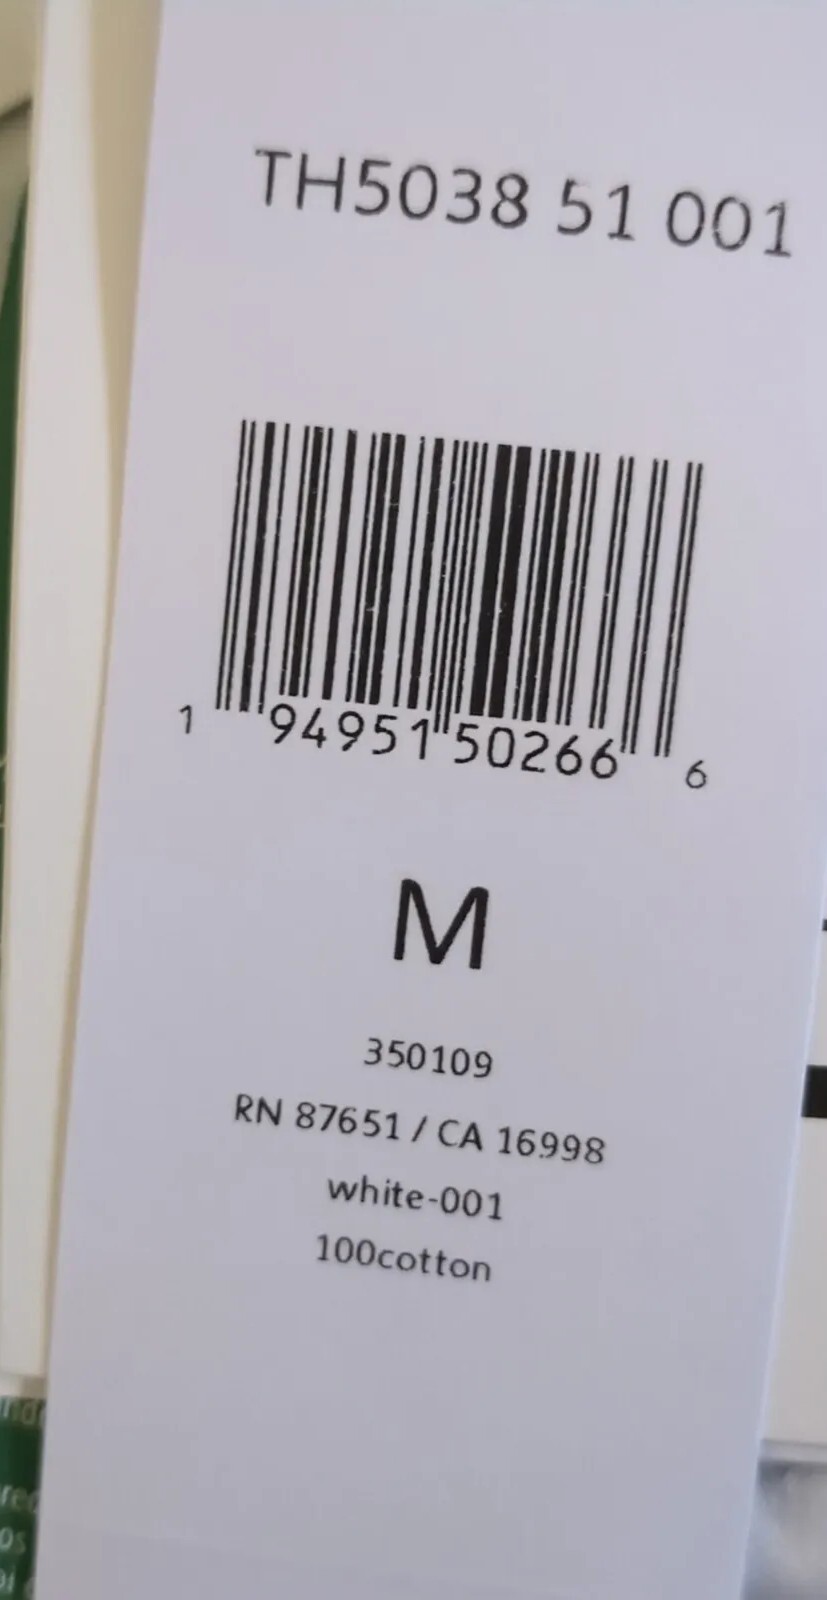 TH5038 51 001
1 94951 50266 6
M
350109
RN 87651 / CA 16998
white-001
100cotton